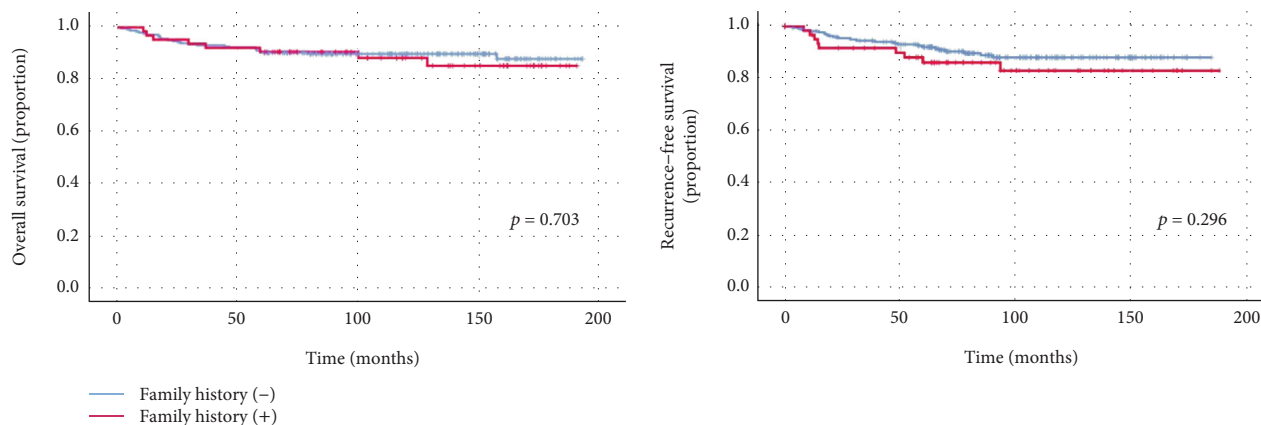 Overall survival (proportion)
1.0
0.8
0.6
0.4
0.2
0.0
p = 0.703
0 50 100 150 200
Time (months)
Family history (−)
Family history (+)
Recurrence−free survival
(proportion)
1.0
0.8
0.6
0.4
0.2
0.0
p = 0.296
0 50 100 150 200
Time (months)